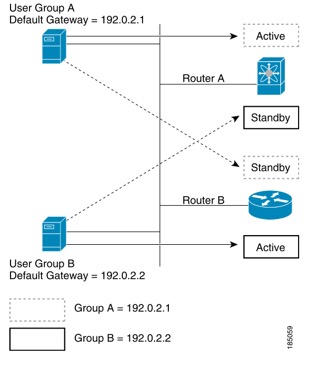 User Group A
Default Gateway = 192.0.2.1
Active
Router A
Standby
Standby
Router B
Active
User Group B
Default Gateway = 192.0.2.2
Group A = 192.0.2.1
Group B = 192.0.2.2
185059